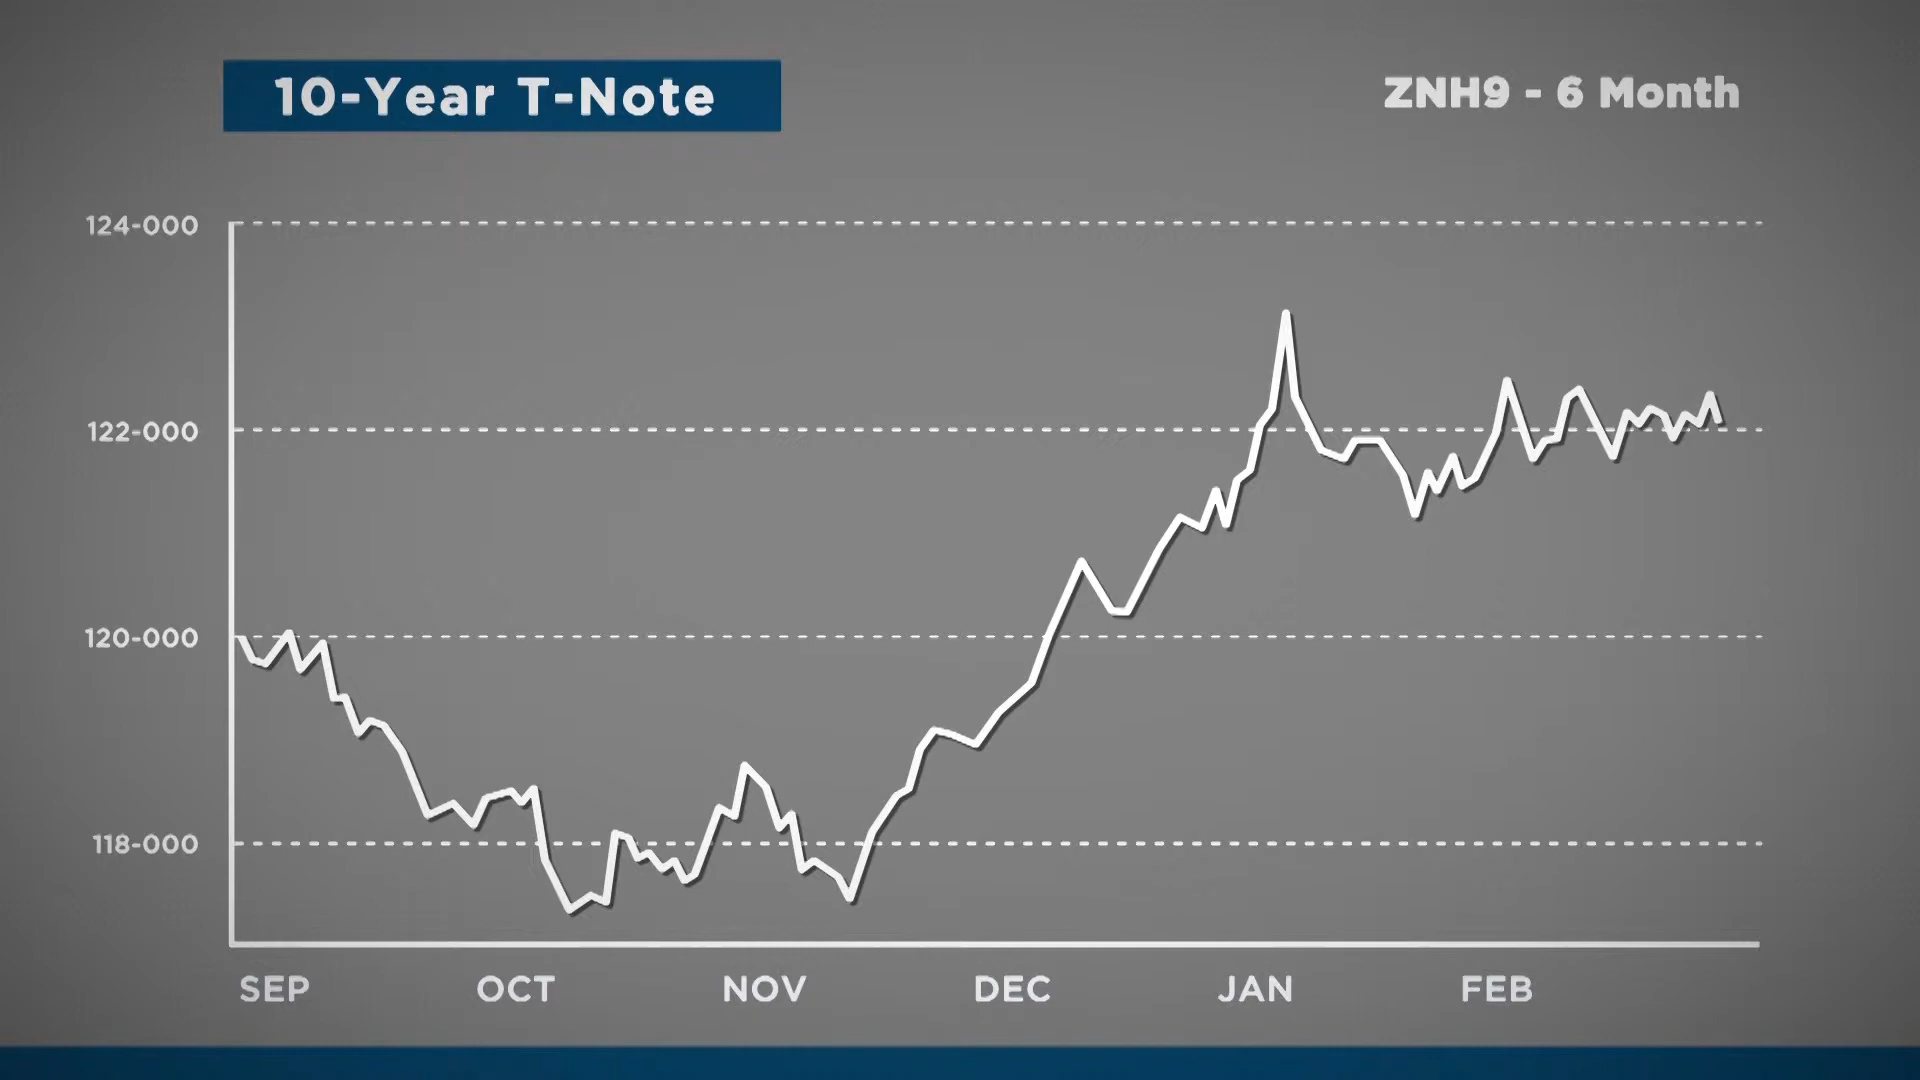 10-Year T-Note
ZNH9 - 6 Month
124-000
122-000
120-000
118-000
SEP OCT NOV DEC JAN FEB